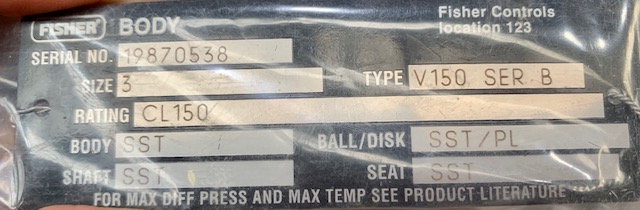 FISHER BODY Fisher Controls
location 123
SERIAL NO. 19870538
SIZE 3 TYPE V150 SER. B
RATING CL150
BODY SST BALL/DISK SST/PL
SHAFT SST SEAT SST
FOR MAX DIFF PRESS AND MAX TEMP SEE PRODUCT LITERATURE